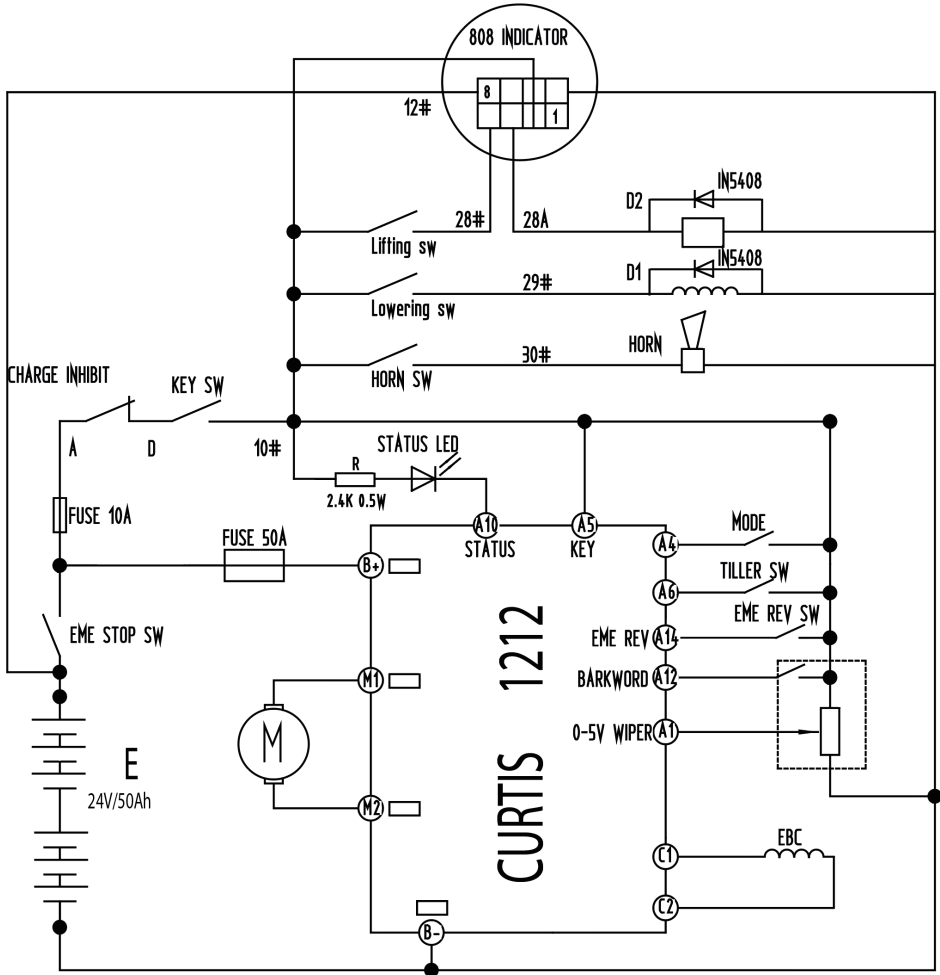 808 INDICATOR
8
1
12#
28#
28A
D2
IN5408
Lifting sw
29#
D1
IN5408
Lowering sw
30#
HORN
HORN SW
CHARGE INHIBIT
KEY SW
A
D
10#
STATUS LED
R
2.4K 0.5W
FUSE 10A
FUSE 50A
A10
STATUS
A5
KEY
A4
MODE
B+
A6
TILLER SW
EME STOP SW
EME REV
A14
EME REV SW
M1
BARKWORD
A12
0-5V WIPER
A1
M
E
24V/50Ah
M2
CURTIS 1212
C1
EBC
C2
B-